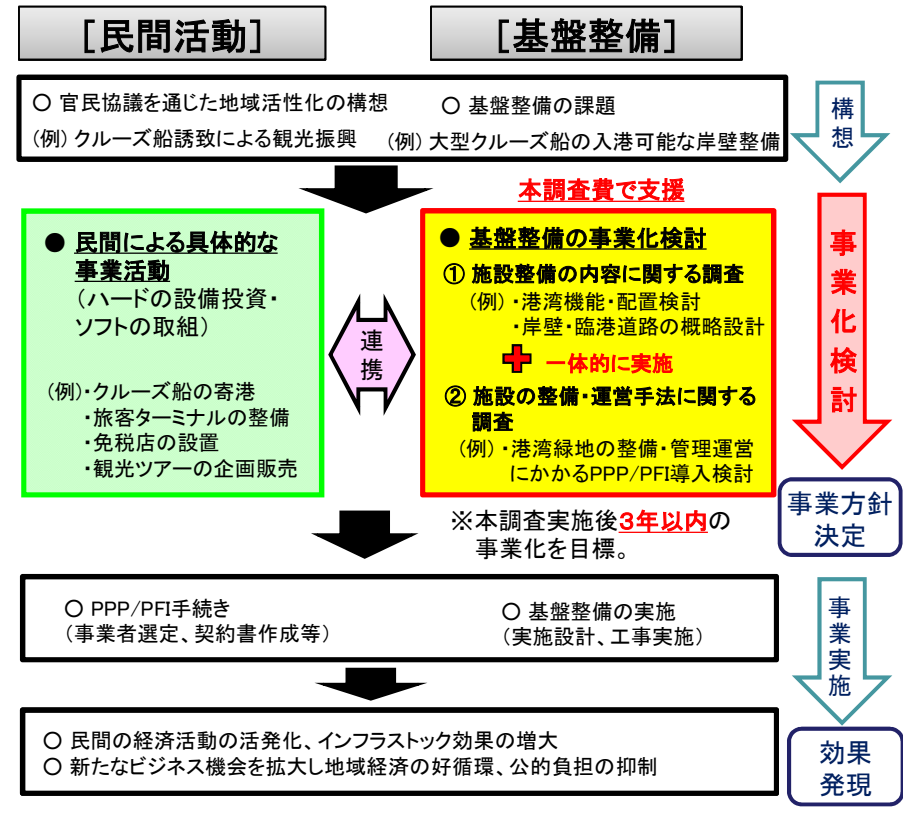 ［民間活動］
［基盤整備］
○ 官民協議を通じた地域活性化の構想
(例) クルーズ船誘致による観光振興
○ 基盤整備の課題
(例) 大型クルーズ船の入港可能な岸壁整備
構想
本調査費で支援
● 民間による具体的な
事業活動
（ハードの設備投資・
ソフトの取組）
(例)・クルーズ船の寄港
・旅客ターミナルの整備
・免税店の設置
・観光ツアーの企画販売
連携
● 基盤整備の事業化検討
① 施設整備の内容に関する調査
(例) ・港湾機能・配置検討
・岸壁・臨港道路の概略設計
一体的に実施
② 施設の整備・運営手法に関する
調査
(例) ・港湾緑地の整備・管理運営
にかかるPPP/PFI導入検討
事業化検討
※本調査実施後３年以内の
事業化を目標。
事業方針
決定
○ PPP/PFI手続き
（事業者選定、契約書作成等）
○ 基盤整備の実施
（実施設計、工事実施）
事業実施
○ 民間の経済活動の活発化、インフラストック効果の増大
○ 新たなビジネス機会を拡大し地域経済の好循環、公的負担の抑制
効果
発現